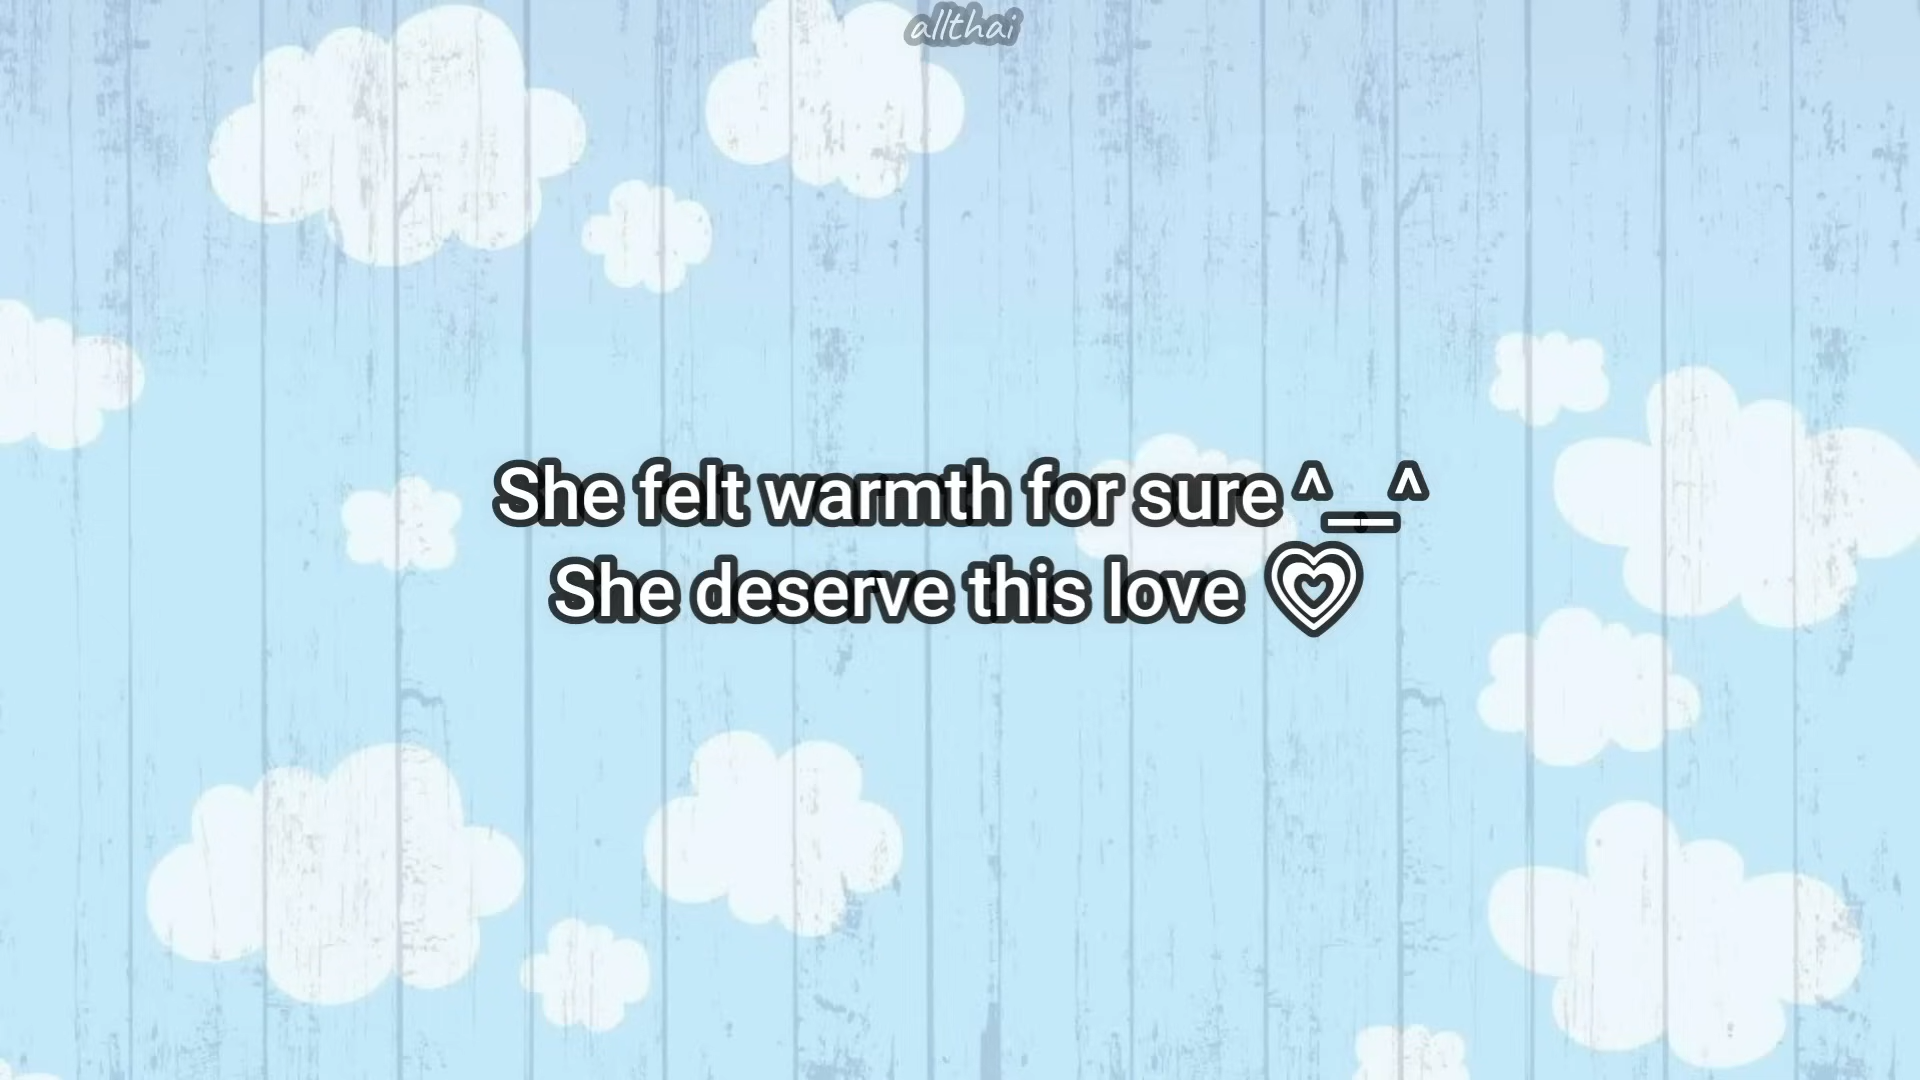 allthai
She felt warmth for sure ^__^
She deserve this love 💗